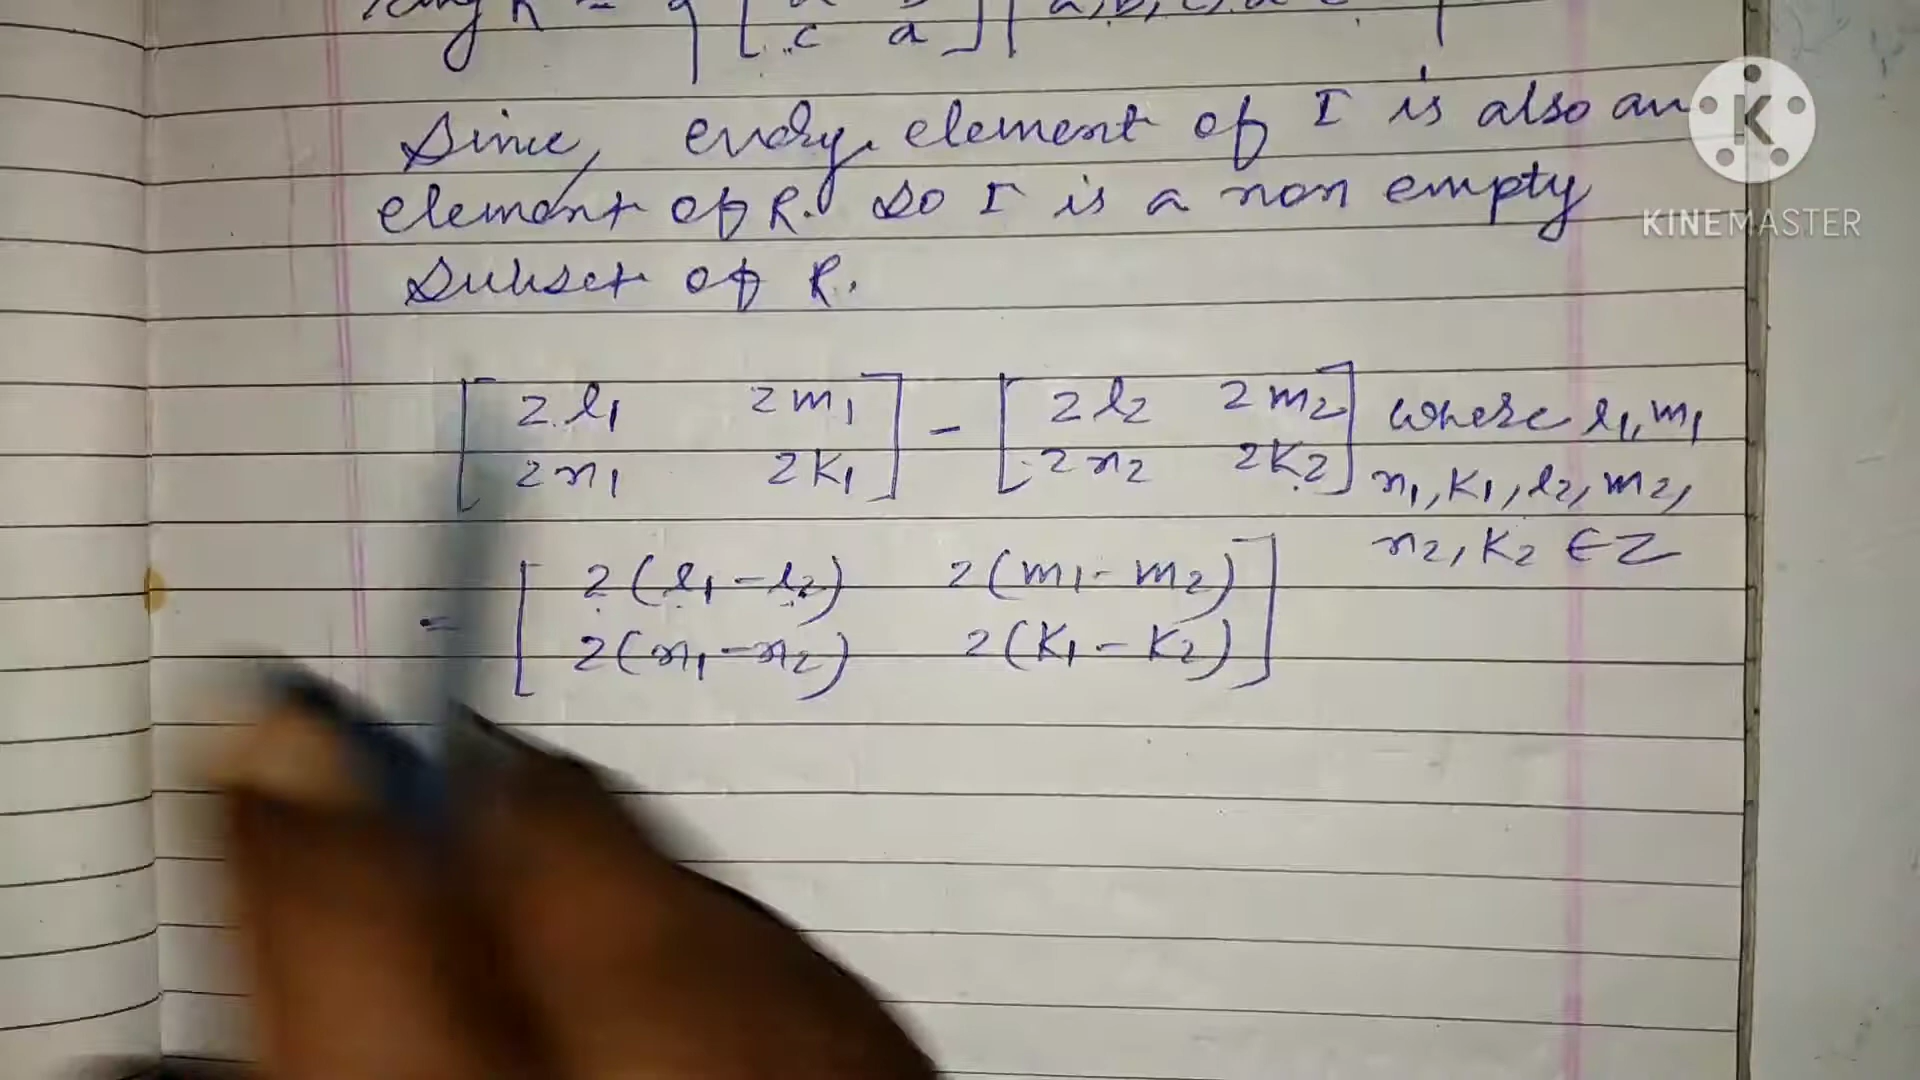 Since, every element of I is also an
element of R. So I is a non empty
subset of R.
[ 2l1 2m1 ] - [ 2l2 2m2 ] where l1, m1
[ 2n1 2k1 ] [ 2n2 2k2 ] n1, k1, l2, m2,
n2, k2 ∈ Z
= [ 2(l1-l2) 2(m1-m2) ]
[ 2(n1-n2) 2(k1-k2) ]
K
KINEMASTER